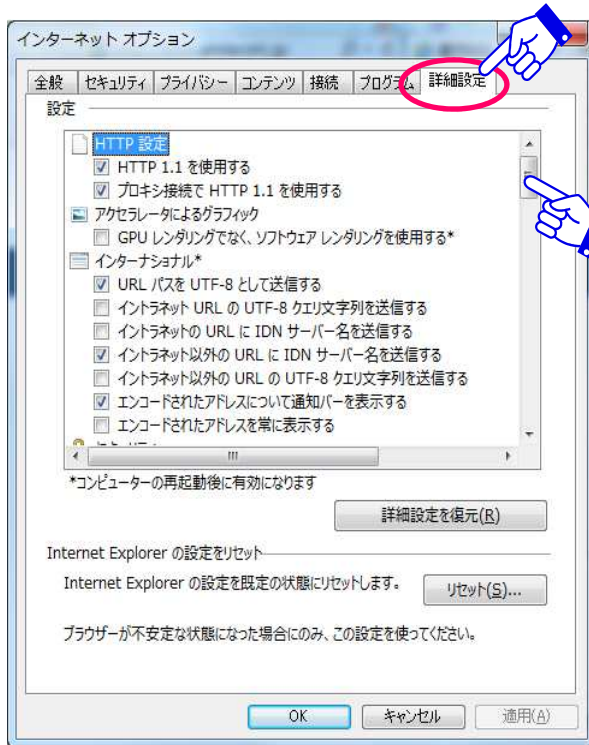 インターネット オプション
全般 セキュリティ プライバシー コンテンツ 接続 プログラム 詳細設定
設定
HTTP 設定
HTTP 1.1 を使用する
プロキシ接続で HTTP 1.1 を使用する
アクセラレータによるグラフィック
GPU レンダリングでなく、ソフトウェア レンダリングを使用する*
インターナショナル*
URL パスを UTF-8 として送信する
イントラネット URL の UTF-8 クエリ文字列を送信する
イントラネットの URL に IDN サーバー名を送信する
イントラネット以外の URL に IDN サーバー名を送信する
イントラネット以外の URL の UTF-8 クエリ文字列を送信する
エンコードされたアドレスについて通知バーを表示する
エンコードされたアドレスを常に表示する
*コンピューターの再起動後に有効になります
詳細設定を復元(R)
Internet Explorer の設定をリセット
Internet Explorer の設定を既定の状態にリセットします。
リセット(S)...
ブラウザーが不安定な状態になった場合にのみ、この設定を使ってください。
OK キャンセル 適用(A)